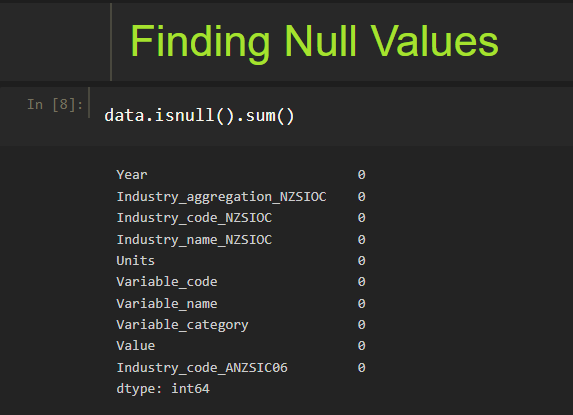 Finding Null Values
In [8]: data.isnull().sum()
Year 0
Industry_aggregation_NZSIOC 0
Industry_code_NZSIOC 0
Industry_name_NZSIOC 0
Units 0
Variable_code 0
Variable_name 0
Variable_category 0
Value 0
Industry_code_ANZSIC06 0
dtype: int64